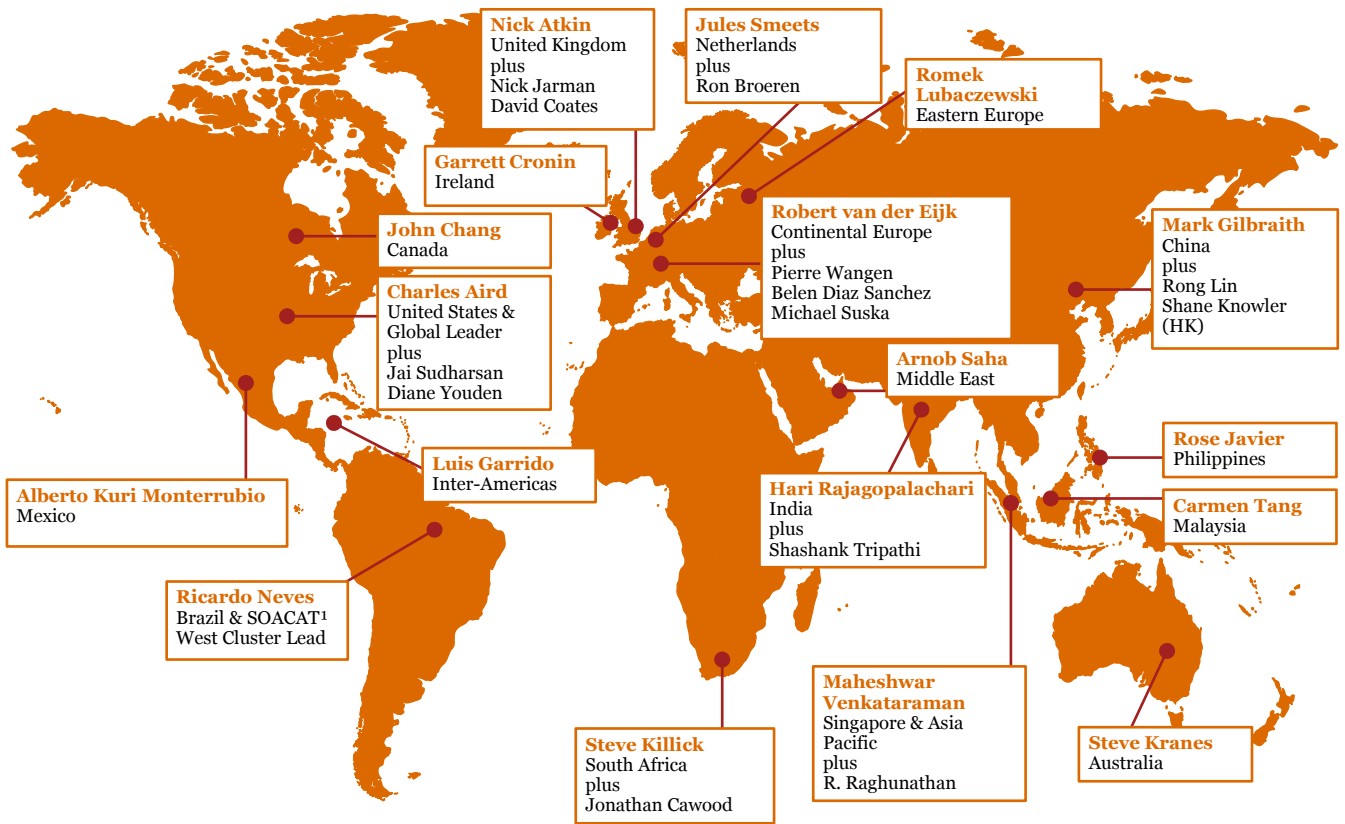 Nick Atkin
United Kingdom
plus
Nick Jarman
David Coates
Jules Smeets
Netherlands
plus
Ron Broeren
Romek
Lubaczewski
Eastern Europe
Garrett Cronin
Ireland
John Chang
Canada
Robert van der Eijk
Continental Europe
plus
Pierre Wangen
Belen Diaz Sanchez
Michael Suska
Mark Gilbraith
China
plus
Rong Lin
Shane Knowler
(HK)
Charles Aird
United States &
Global Leader
plus
Jai Sudharsan
Diane Youden
Arnob Saha
Middle East
Luis Garrido
Inter-Americas
Rose Javier
Philippines
Alberto Kuri Monterrubio
Mexico
Hari Rajagopalachari
India
plus
Shashank Tripathi
Carmen Tang
Malaysia
Ricardo Neves
Brazil & SOACAT¹
West Cluster Lead
Maheshwar
Venkataraman
Singapore & Asia
Pacific
plus
R. Raghunathan
Steve Killick
South Africa
plus
Jonathan Cawood
Steve Kranes
Australia